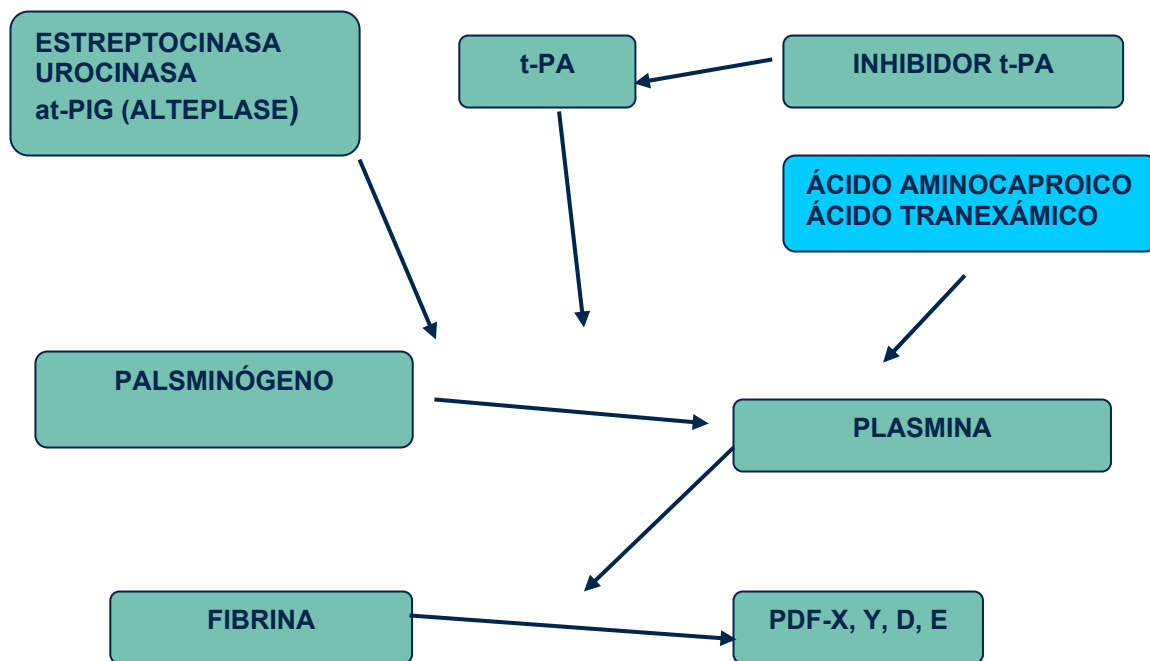 ESTREPTOCINASA
UROCINASA
at-PIG (ALTEPLASE)
t-PA
INHIBIDOR t-PA
ÁCIDO AMINOCAPROICO
ÁCIDO TRANEXÁMICO
PALSMINÓGENO
PLASMINA
FIBRINA
PDF-X, Y, D, E